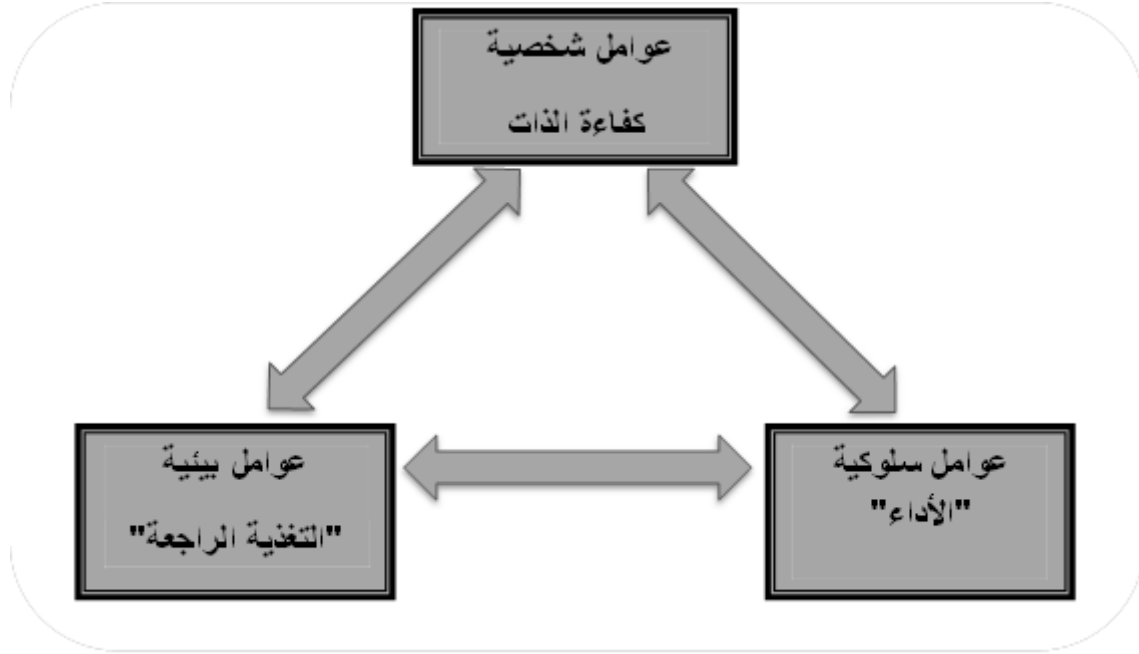 عوامل شخصية
كفاءة الذات
عوامل سلوكية
"الأداء"
عوامل بيئية
"التغذية الراجعة"